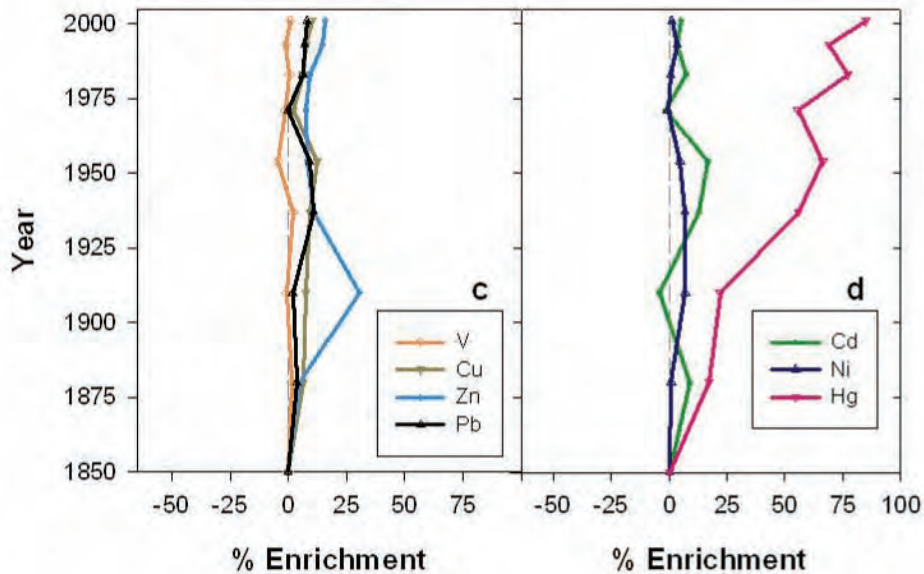 Year
2000
1975
1950
1925
1900
1875
1850
c
V
Cu
Zn
Pb
-50 -25 0 25 50 75
% Enrichment
d
Cd
Ni
Hg
-50 -25 0 25 50 75 100
% Enrichment